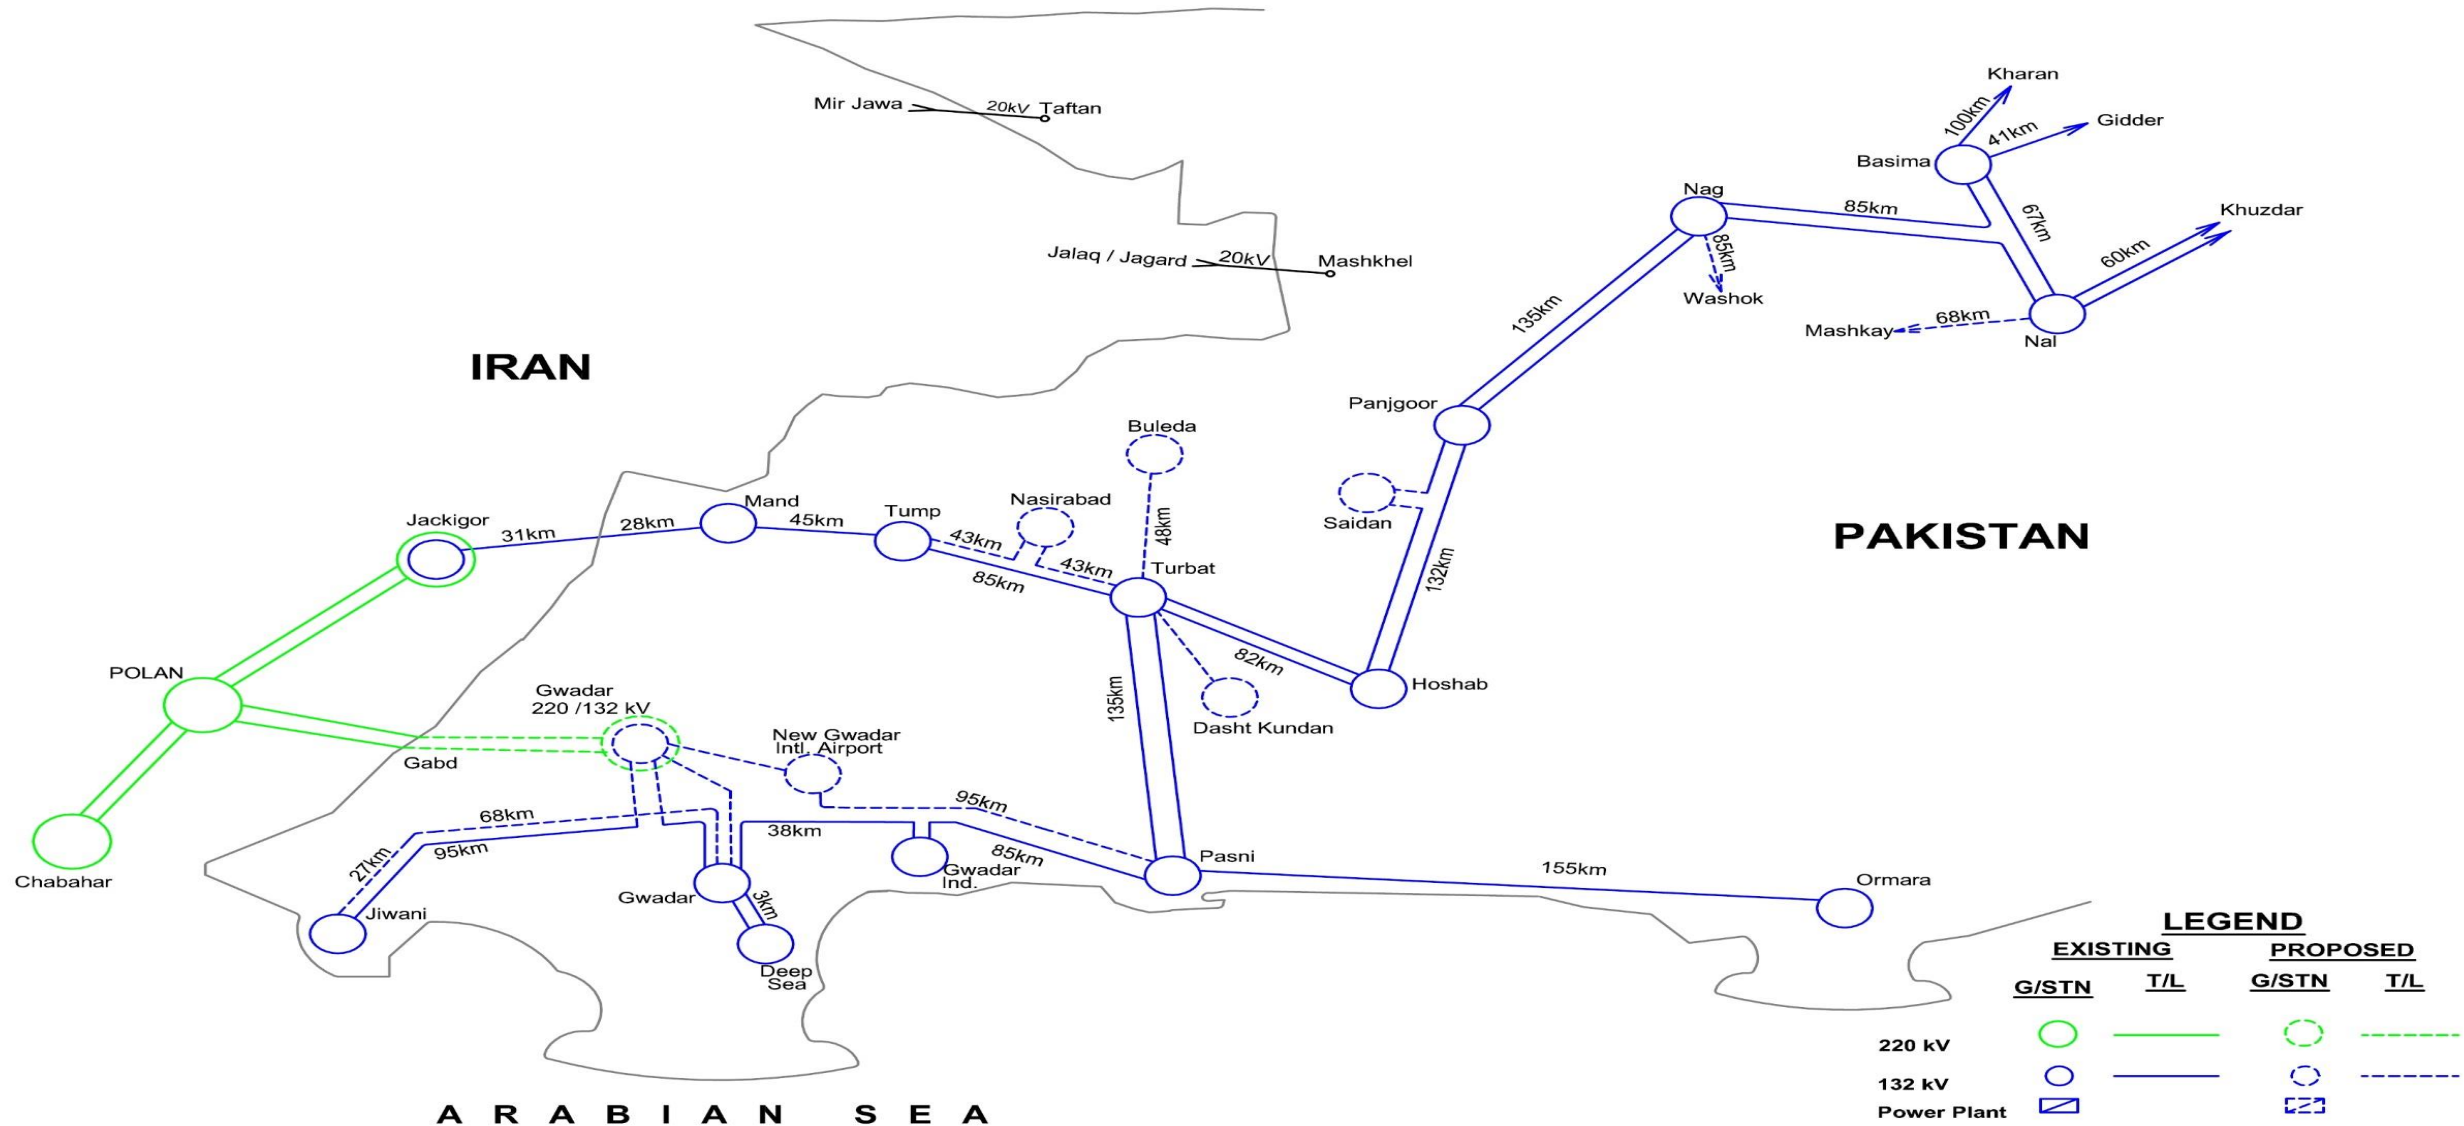 Kharan
Mir Jawa
20kV
Taftan
100km
41km
Gidder
Basima
Nag
85km
67km
Khuzdar
Jalaq / Jagard
20kV
Mashkhel
85km
60km
Washok
135km
Mashkay
68km
Nal
IRAN
Panjgoor
Buleda
Jackigor
31km
28km
Mand
45km
Tump
Nasirabad
43km
48km
Saidan
PAKISTAN
43km
85km
Turbat
132km
POLAN
82km
Hoshab
Gwadar
220 /132 kV
135km
Dasht Kundan
New Gwadar
Intl. Airport
Gabd
95km
68km
38km
27km
95km
85km
Pasni
Gwadar
Ind.
155km
Ormara
Chabahar
Gwadar
3km
Jiwani
Deep
Sea
LEGEND
EXISTING
PROPOSED
G/STN
T/L
G/STN
T/L
220 kV
132 kV
Power Plant
ARABIAN SEA